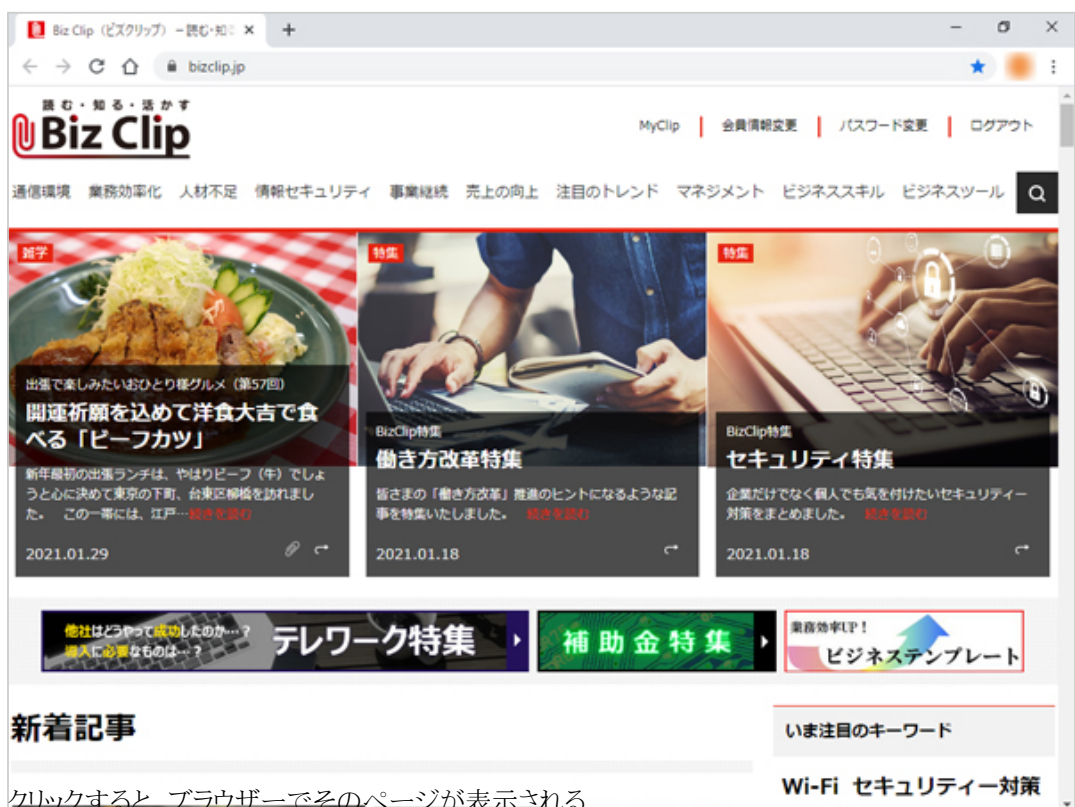 Biz Clip（ビズクリップ）－読む・知
bizclip.jp
読む・知る・活かす
Biz Clip
MyClip
会員情報変更
パスワード変更
ログアウト
通信環境 業務効率化 人材不足 情報セキュリティ 事業継続 売上の向上 注目のトレンド マネジメント ビジネススキル ビジネスツール
雑学
出張で楽しみたいおひとり様グルメ（第57回）
開運祈願を込めて洋食大吉で食
べる「ビーフカツ」
新年最初の出張ランチは、やはりビーフ（牛）でしょ
うと心に決めて東京の下町、台東区柳橋を訪れまし
た。　この一帯には、江戸…続きを読む
2021.01.29
特集
BizClip特集
働き方改革特集
皆さまの「働き方改革」推進のヒントになるような記
事を特集いたしました。　続きを読む
2021.01.18
特集
BizClip特集
セキュリティ特集
企業だけでなく個人でも気を付けたいセキュリティー
対策をまとめました。　続きを読む
2021.01.18
他社はどうやって成功したのか…？
導入に必要なものは…？
テレワーク特集
補助金特集
業務効率UP！
ビジネステンプレート
新着記事
いま注目のキーワード
Wi-Fi セキュリティー対策
クリックすると、ブラウザーでそのページが表示される